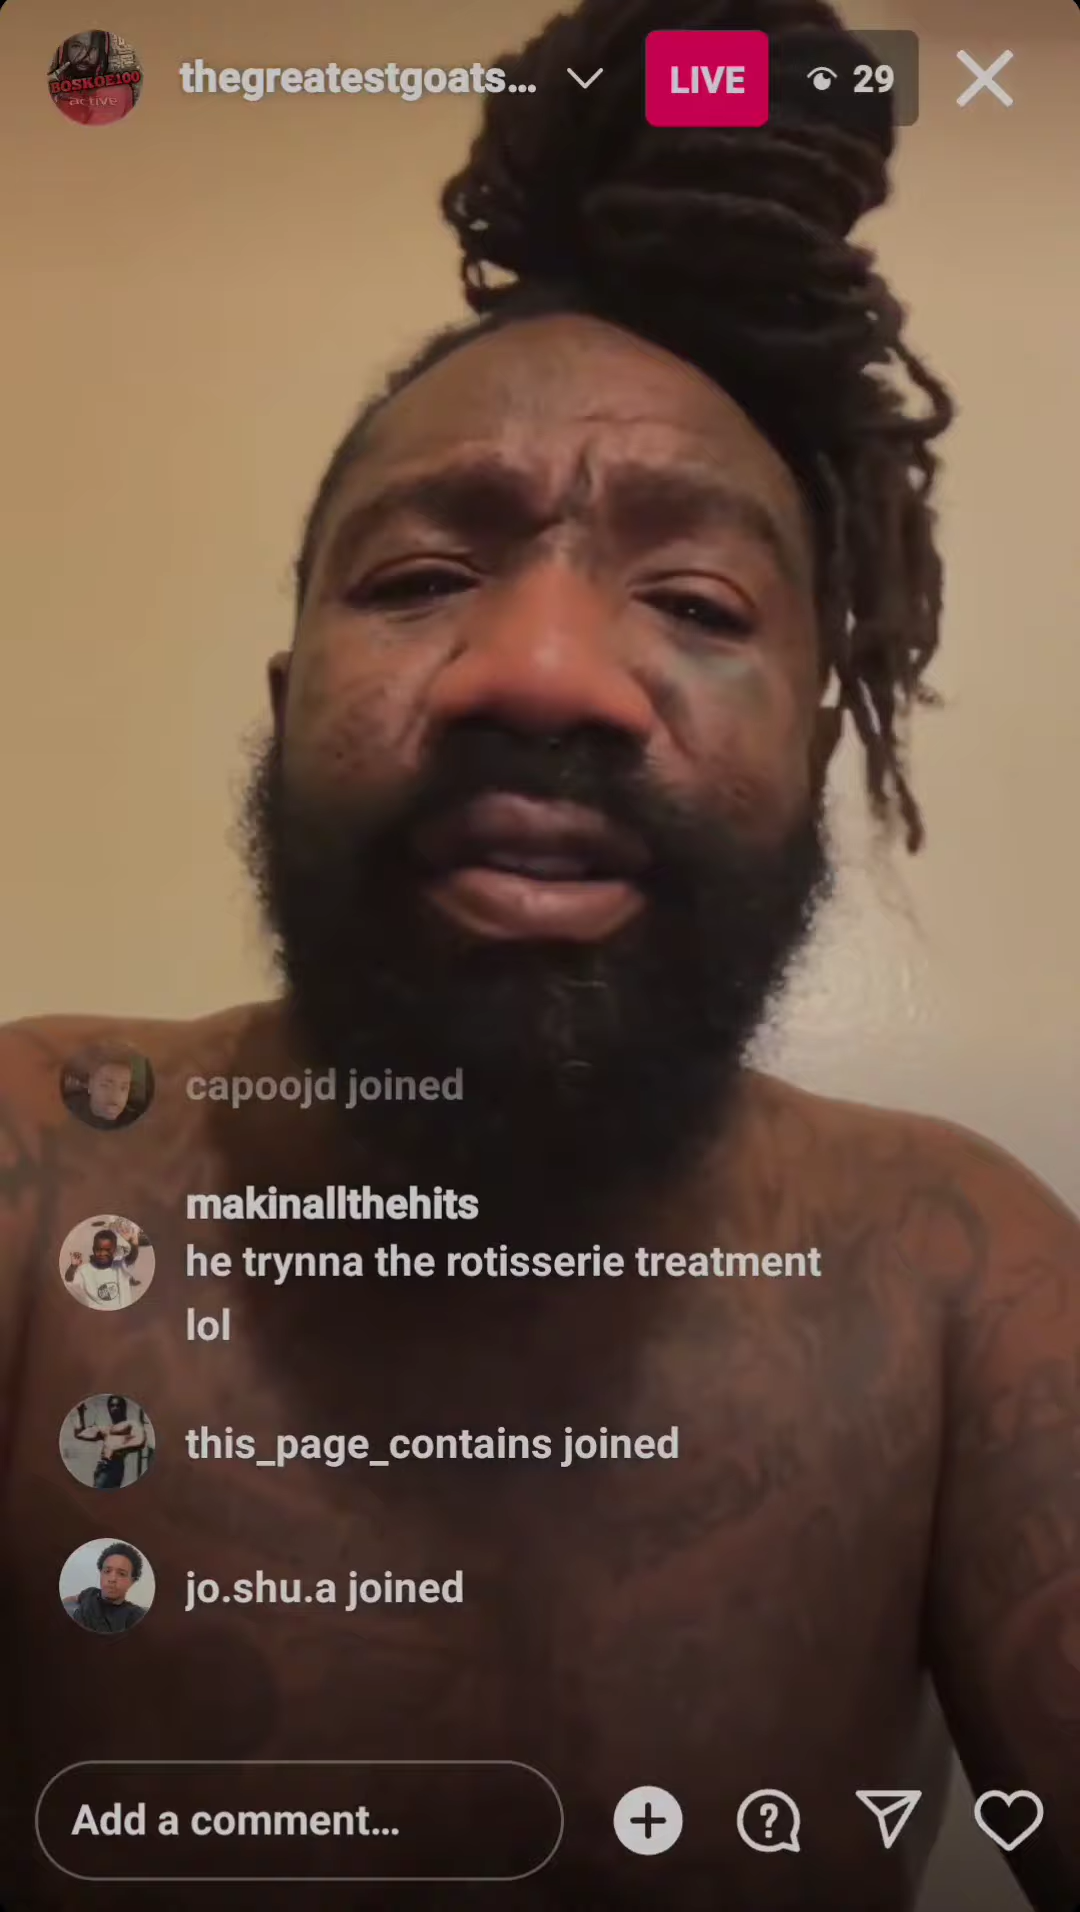 BOSKOE100
active
thegreatestgoats...
LIVE
29
capoojd joined
makinallthehits
he trynna the rotisserie treatment
lol
this_page_contains joined
jo.shu.a joined
Add a comment...